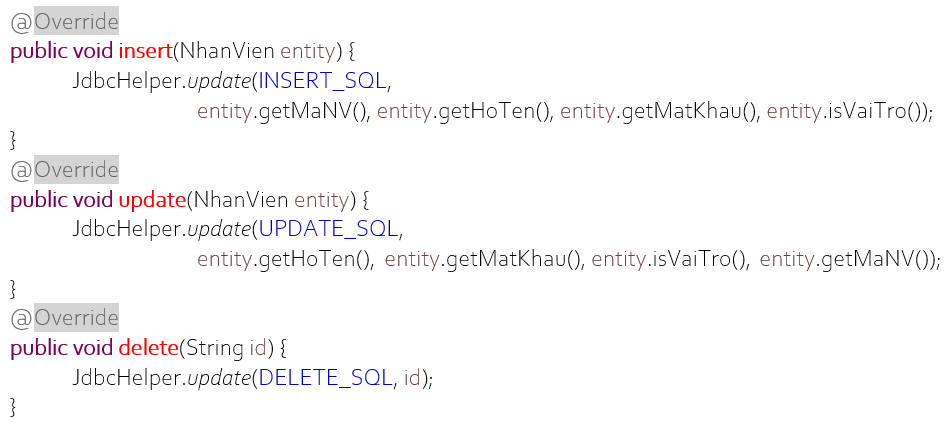 @Override
public void insert(NhanVien entity) {
JdbcHelper.update(INSERT_SQL,
entity.getMaNV(), entity.getHoTen(), entity.getMatKhau(), entity.isVaiTro());
}
@Override
public void update(NhanVien entity) {
JdbcHelper.update(UPDATE_SQL,
entity.getHoTen(), entity.getMatKhau(), entity.isVaiTro(), entity.getMaNV());
}
@Override
public void delete(String id) {
JdbcHelper.update(DELETE_SQL, id);
}